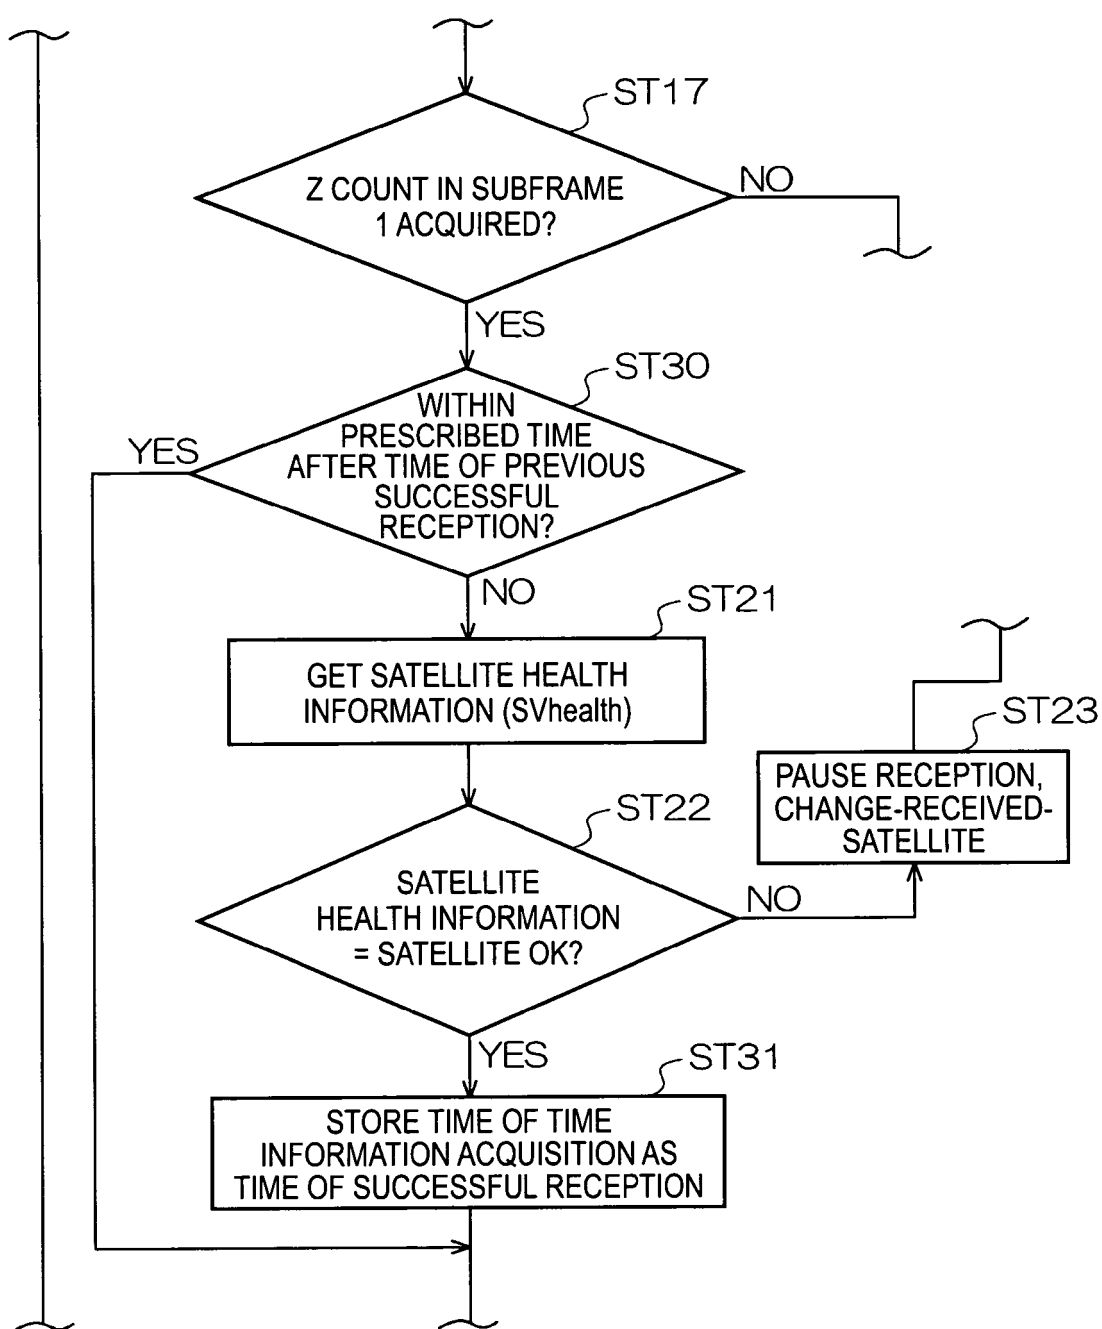 ST17
Z COUNT IN SUBFRAME
1 ACQUIRED?
NO
YES
ST30
WITHIN
PRESCRIBED TIME
AFTER TIME OF PREVIOUS
SUCCESSFUL
RECEPTION?
YES
NO
ST21
GET SATELLITE HEALTH
INFORMATION (SVhealth)
ST23
PAUSE RECEPTION,
CHANGE-RECEIVED-
SATELLITE
ST22
SATELLITE
HEALTH INFORMATION
= SATELLITE OK?
NO
YES
ST31
STORE TIME OF TIME
INFORMATION ACQUISITION AS
TIME OF SUCCESSFUL RECEPTION